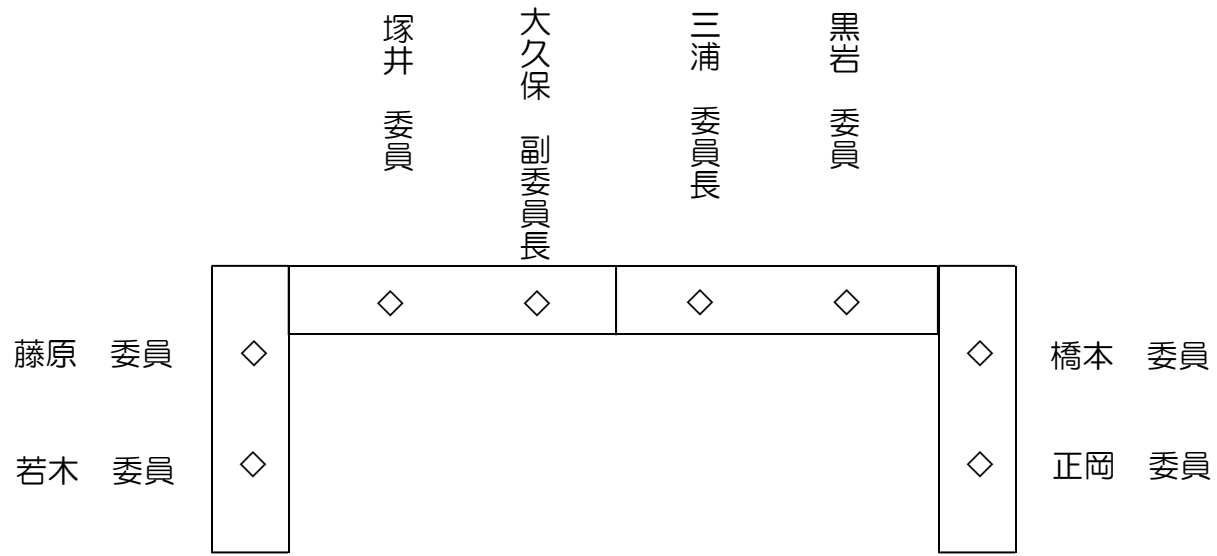 塚井　委員
大久保　副委員長
三浦　委員長
黒岩　委員
藤原　委員
橋本　委員
若木　委員
正岡　委員